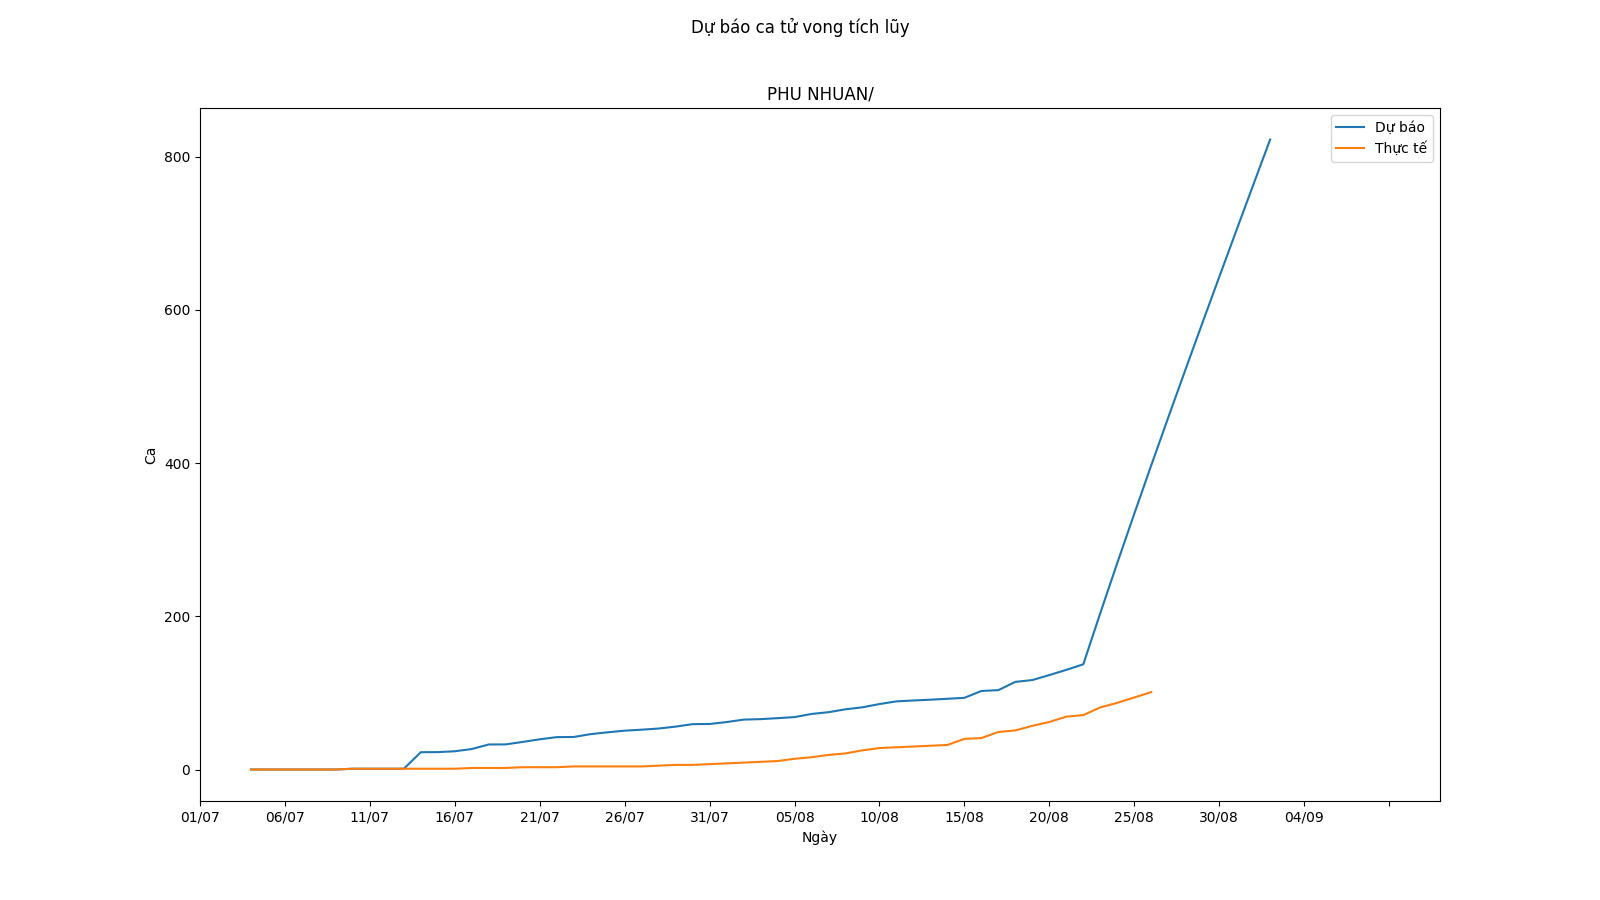 Dự báo ca tử vong tích lũy
PHU NHUAN/
Dự báo
Thực tế
800
600
400
200
0
Ca
01/07 06/07 11/07 16/07 21/07 26/07 31/07 05/08 10/08 15/08 20/08 25/08 30/08 04/09
Ngày